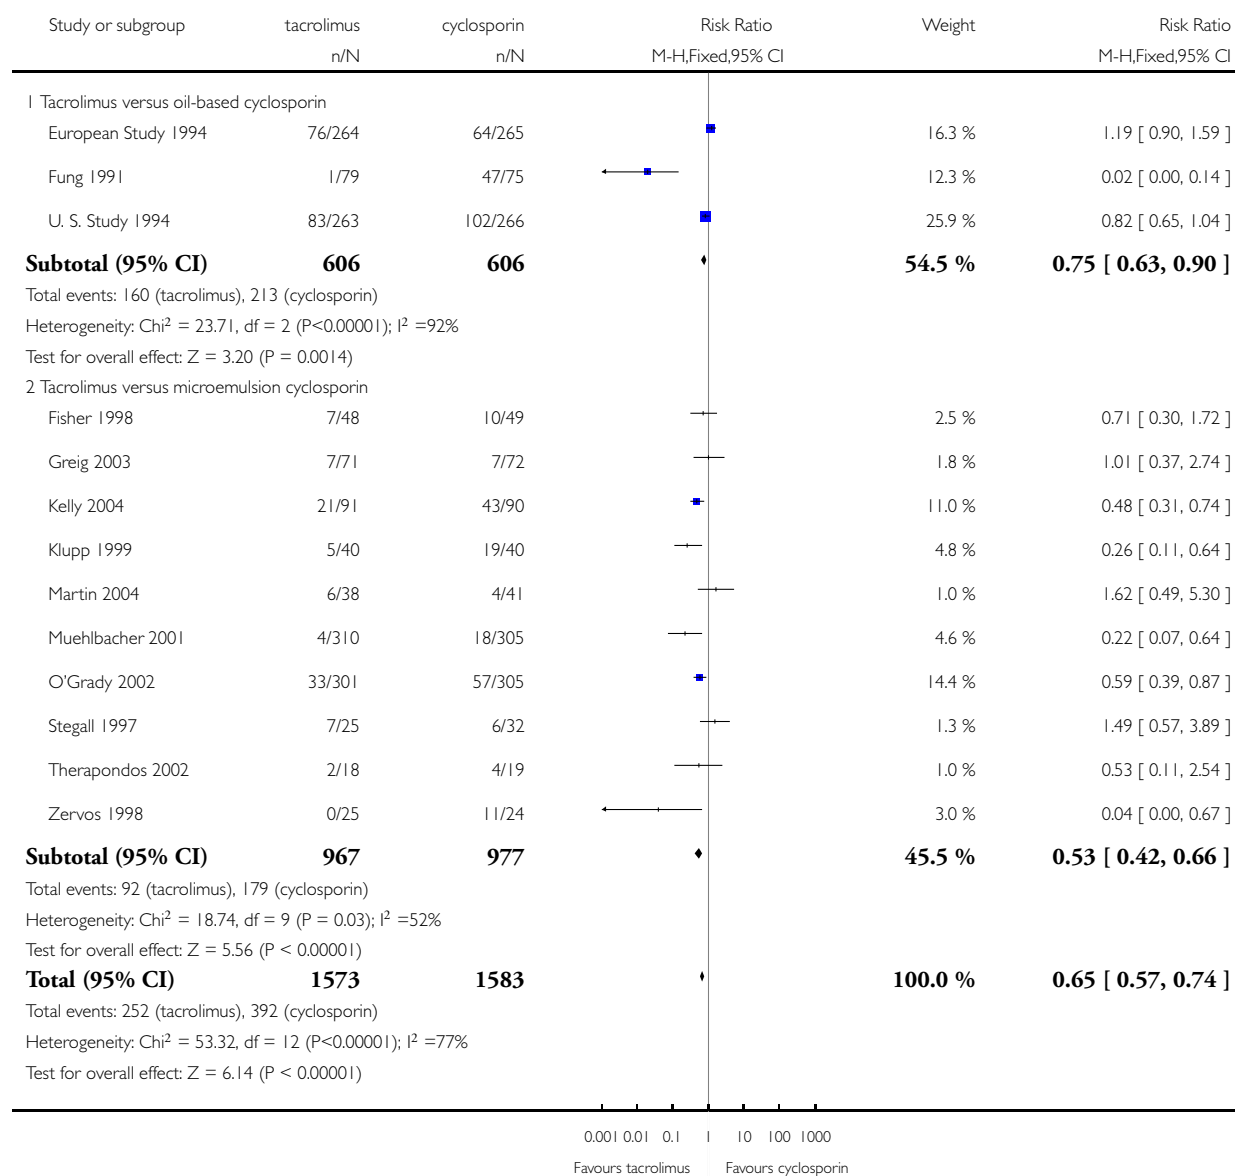 Study or subgroup tacrolimus cyclosporin Risk Ratio Weight Risk Ratio
n/N n/N M-H,Fixed,95% CI M-H,Fixed,95% CI
1 Tacrolimus versus oil-based cyclosporin
European Study 1994 76/264 64/265 16.3 % 1.19 [ 0.90, 1.59 ]
Fung 1991 1/79 47/75 12.3 % 0.02 [ 0.00, 0.14 ]
U. S. Study 1994 83/263 102/266 25.9 % 0.82 [ 0.65, 1.04 ]
Subtotal (95% CI) 606 606 54.5 % 0.75 [ 0.63, 0.90 ]
Total events: 160 (tacrolimus), 213 (cyclosporin)
Heterogeneity: Chi² = 23.71, df = 2 (P<0.00001); I² =92%
Test for overall effect: Z = 3.20 (P = 0.0014)
2 Tacrolimus versus microemulsion cyclosporin
Fisher 1998 7/48 10/49 2.5 % 0.71 [ 0.30, 1.72 ]
Greig 2003 7/71 7/72 1.8 % 1.01 [ 0.37, 2.74 ]
Kelly 2004 21/91 43/90 11.0 % 0.48 [ 0.31, 0.74 ]
Klupp 1999 5/40 19/40 4.8 % 0.26 [ 0.11, 0.64 ]
Martin 2004 6/38 4/41 1.0 % 1.62 [ 0.49, 5.30 ]
Muehlbacher 2001 4/310 18/305 4.6 % 0.22 [ 0.07, 0.64 ]
O'Grady 2002 33/301 57/305 14.4 % 0.59 [ 0.39, 0.87 ]
Stegall 1997 7/25 6/32 1.3 % 1.49 [ 0.57, 3.89 ]
Therapondos 2002 2/18 4/19 1.0 % 0.53 [ 0.11, 2.54 ]
Zervos 1998 0/25 11/24 3.0 % 0.04 [ 0.00, 0.67 ]
Subtotal (95% CI) 967 977 45.5 % 0.53 [ 0.42, 0.66 ]
Total events: 92 (tacrolimus), 179 (cyclosporin)
Heterogeneity: Chi² = 18.74, df = 9 (P = 0.03); I² =52%
Test for overall effect: Z = 5.56 (P < 0.00001)
Total (95% CI) 1573 1583 100.0 % 0.65 [ 0.57, 0.74 ]
Total events: 252 (tacrolimus), 392 (cyclosporin)
Heterogeneity: Chi² = 53.32, df = 12 (P<0.00001); I² =77%
Test for overall effect: Z = 6.14 (P < 0.00001)
0.001 0.01 0.1 1 10 100 1000
Favours tacrolimus Favours cyclosporin